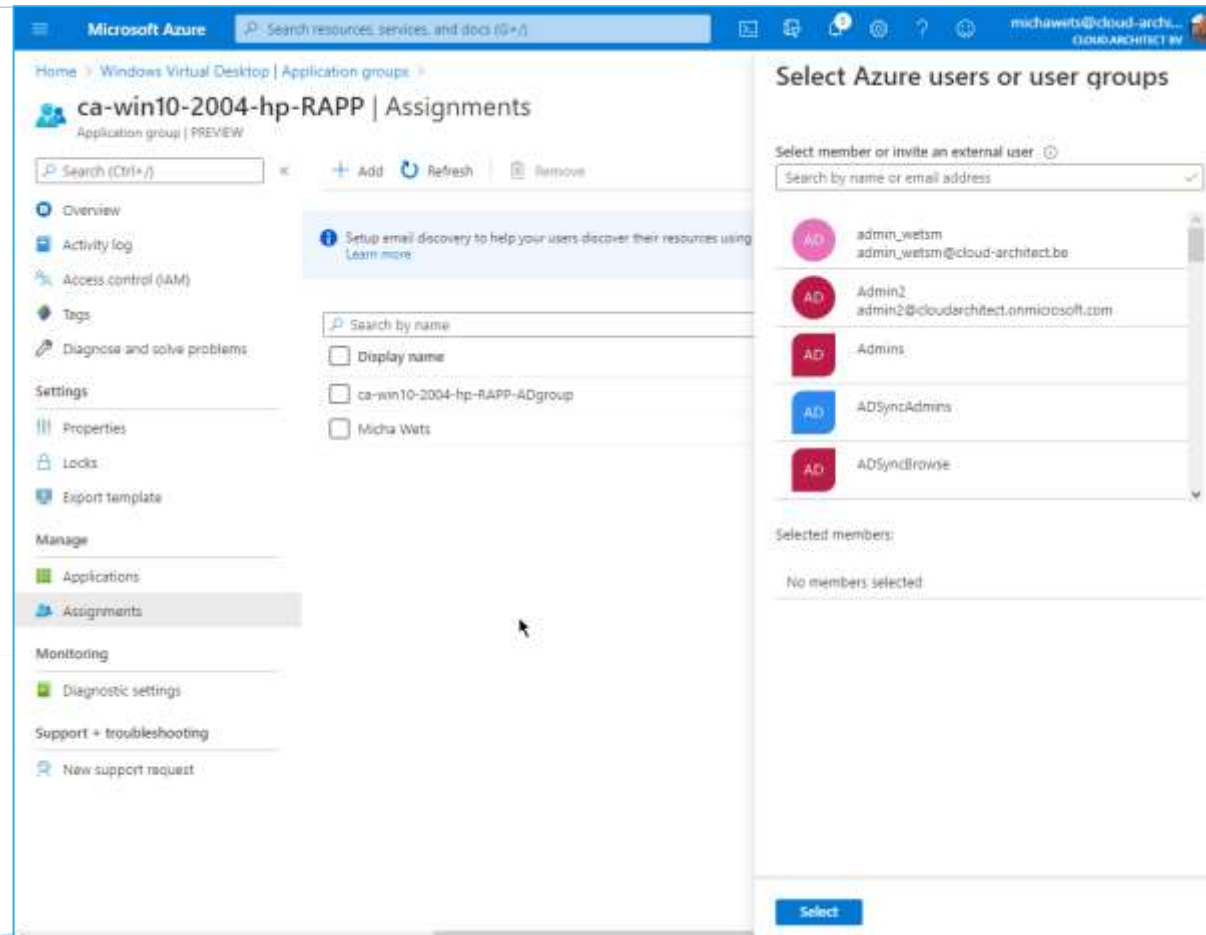 Microsoft Azure
Search resources, services, and docs (G+/)
michawets@cloud-archi...
CLOUD ARCHITECT BV
Home > Windows Virtual Desktop | Application groups >
ca-win10-2004-hp-RAPP | Assignments
Application group | PREVIEW
Search (Ctrl+/)
Overview
Activity log
Access control (IAM)
Tags
Diagnose and solve problems
Settings
Properties
Locks
Export template
Manage
Applications
Assignments
Monitoring
Diagnostic settings
Support + troubleshooting
New support request
Add
Refresh
Remove
Setup email discovery to help your users discover their resources using
Learn more
Search by name
Display name
ca-win10-2004-hp-RAPP-ADgroup
Micha Wets
Select Azure users or user groups
Select member or invite an external user
Search by name or email address
AD
admin_wetsm
admin_wetsm@cloud-architect.be
AD
Admin2
admin2@cloudarchitect.onmicrosoft.com
AD
Admins
AD
ADSyncAdmins
AD
ADSyncBrowse
Selected members:
No members selected
Select